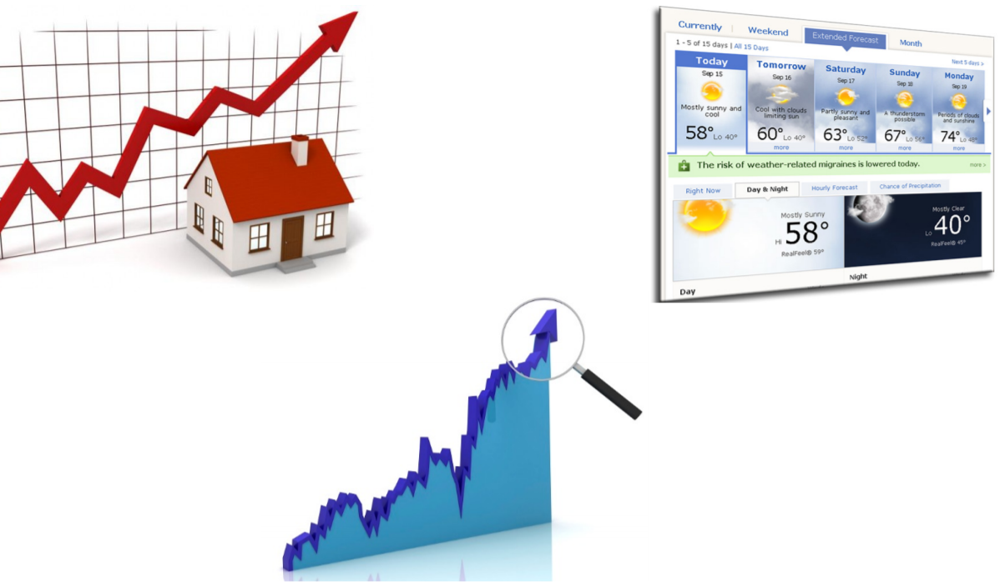 Currently | Weekend Extended Forecast Month
1 - 5 of 15 days | All 15 Days
Next 5 days >
Today Tomorrow Saturday Sunday Monday
Sep 15 Sep 16 Sep 17 Sep 18 Sep 19
Mostly sunny and cool
Cool with clouds limiting sun
Partly sunny and pleasant
A thunderstorm possible
Periods of clouds and sunshine
58° Lo 40° 60° Lo 40° 63° Lo 52° 67° Lo 56° 74° Lo 48°
more more more more
The risk of weather-related migraines is lowered today. more >
Right Now Day & Night Hourly Forecast Chance of Precipitation
Mostly Sunny
Hi 58°
RealFeel® 59°
Mostly Clear
Lo 40°
RealFeel® 45°
Day
Night